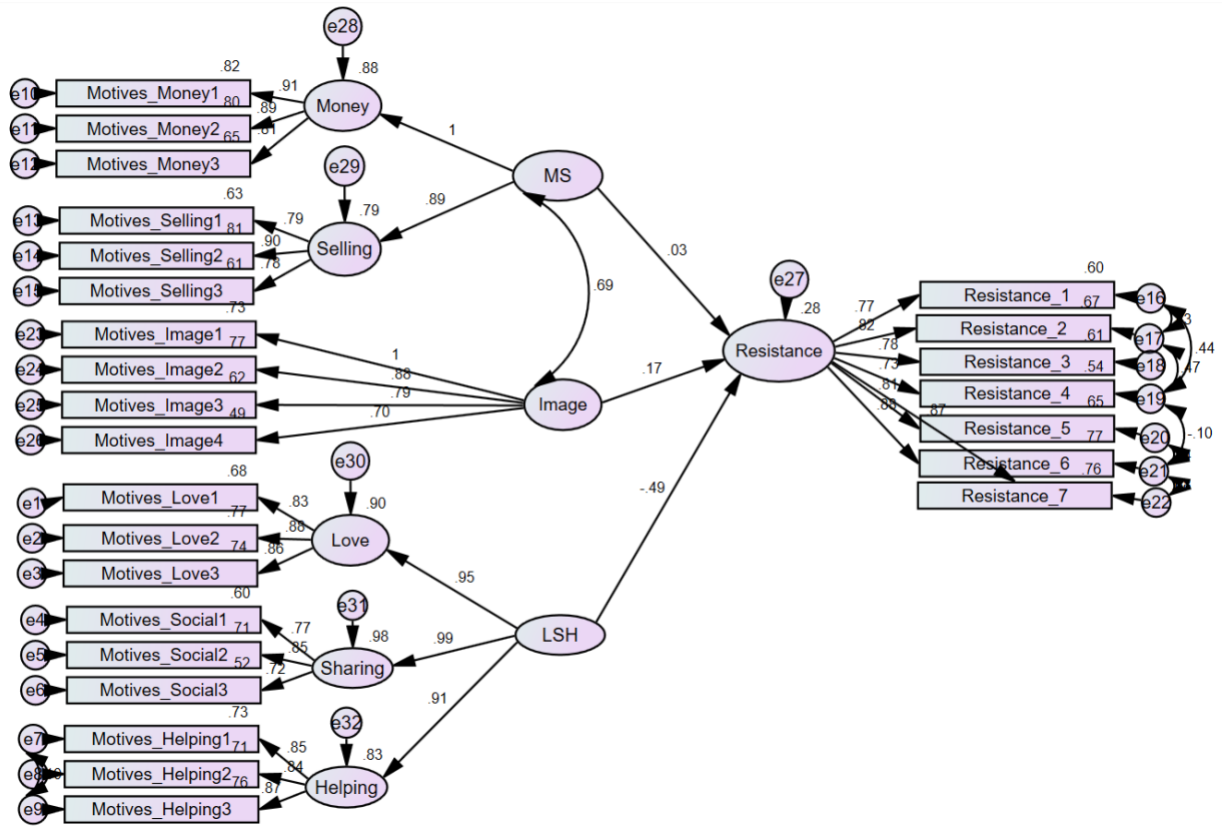 e28
.88
.82
e10
Motives_Money1
.80
.91
Money
e11
Motives_Money2
.65
.89
e12
Motives_Money3
1
e29
.79
MS
.63
e13
Motives_Selling1
.81
.79
.89
Selling
e14
Motives_Selling2
.61
.90
e15
Motives_Selling3
.78
.03
.69
.73
e23
Motives_Image1
.77
1
e24
Motives_Image2
.62
.88
e25
Motives_Image3
.49
.79
e26
Motives_Image4
.70
Image
.17
e27
.28
Resistance
.60
.77
Resistance_1
.67
e16
.82
Resistance_2
.61
e17
.44
.78
Resistance_3
.54
e18
.47
.73
Resistance_4
.65
e19
.81
Resistance_5
.77
e20
-.10
.88
.87
Resistance_6
.76
e21
Resistance_7
e22
e30
.90
.68
e1
Motives_Love1
.77
.83
e2
Motives_Love2
.74
.88
Love
e3
Motives_Love3
.86
.95
-.49
e31
.98
.60
e4
Motives_Social1
.71
.77
e5
Motives_Social2
.52
.85
Sharing
.99
LSH
e6
Motives_Social3
.72
.91
e32
.83
.73
e7
Motives_Helping1
.71
.85
e8
Motives_Helping2
.76
.84
Helping
e9
Motives_Helping3
.87